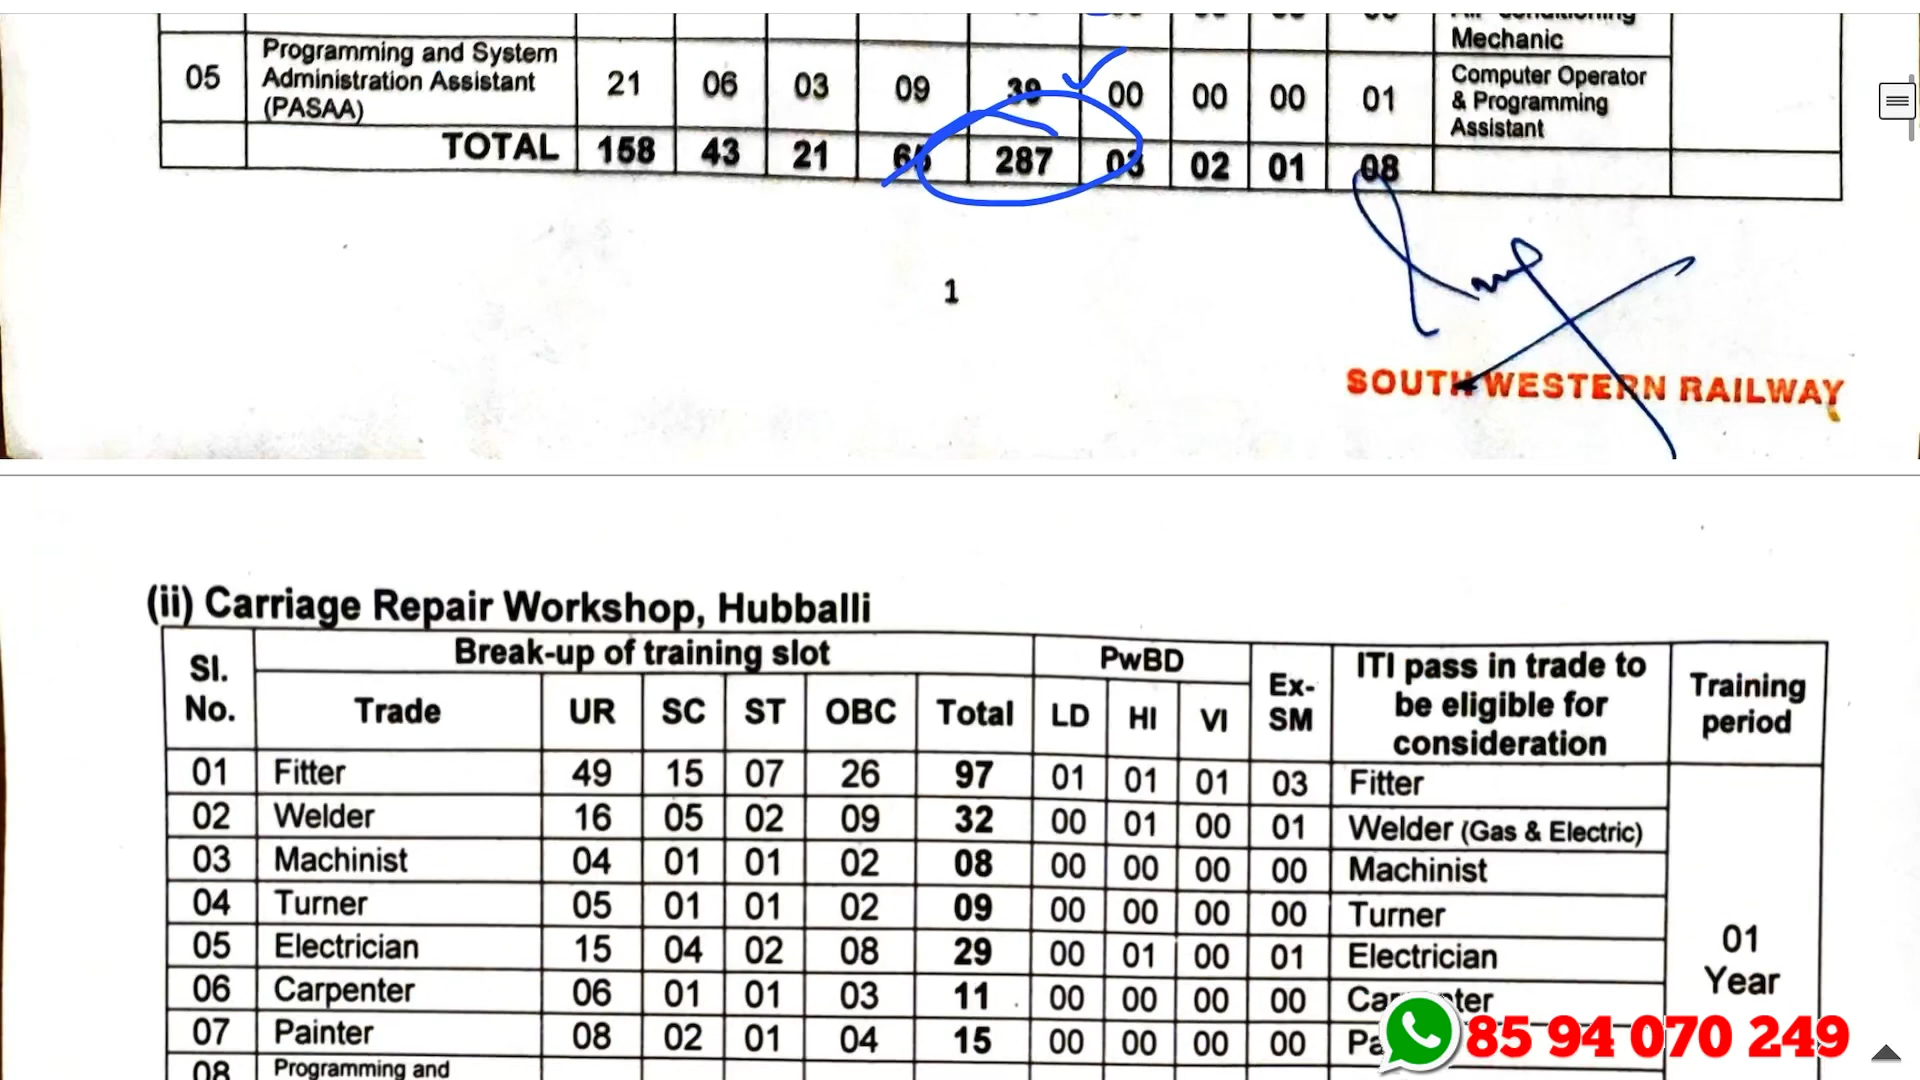 Mechanic
05 Programming and System Administration Assistant (PASAA) 21 06 03 09 39 00 00 00 01 Computer Operator & Programming Assistant
TOTAL 158 43 21 65 287 03 02 01 08
1
SOUTH WESTERN RAILWAY
(ii) Carriage Repair Workshop, Hubballi
Sl. No. Break-up of training slot PwBD Ex-SM ITI pass in trade to be eligible for consideration Training period
Trade UR SC ST OBC Total LD HI VI
01 Fitter 49 15 07 26 97 01 01 01 03 Fitter
02 Welder 16 05 02 09 32 00 01 00 01 Welder (Gas & Electric)
03 Machinist 04 01 01 02 08 00 00 00 00 Machinist
04 Turner 05 01 01 02 09 00 00 00 00 Turner
05 Electrician 15 04 02 08 29 00 01 00 01 Electrician
01 Year
06 Carpenter 06 01 01 03 11 00 00 00 00
07 Painter 08 02 01 04 15 00 00 00 00
08 Programming and
85 94 070 249